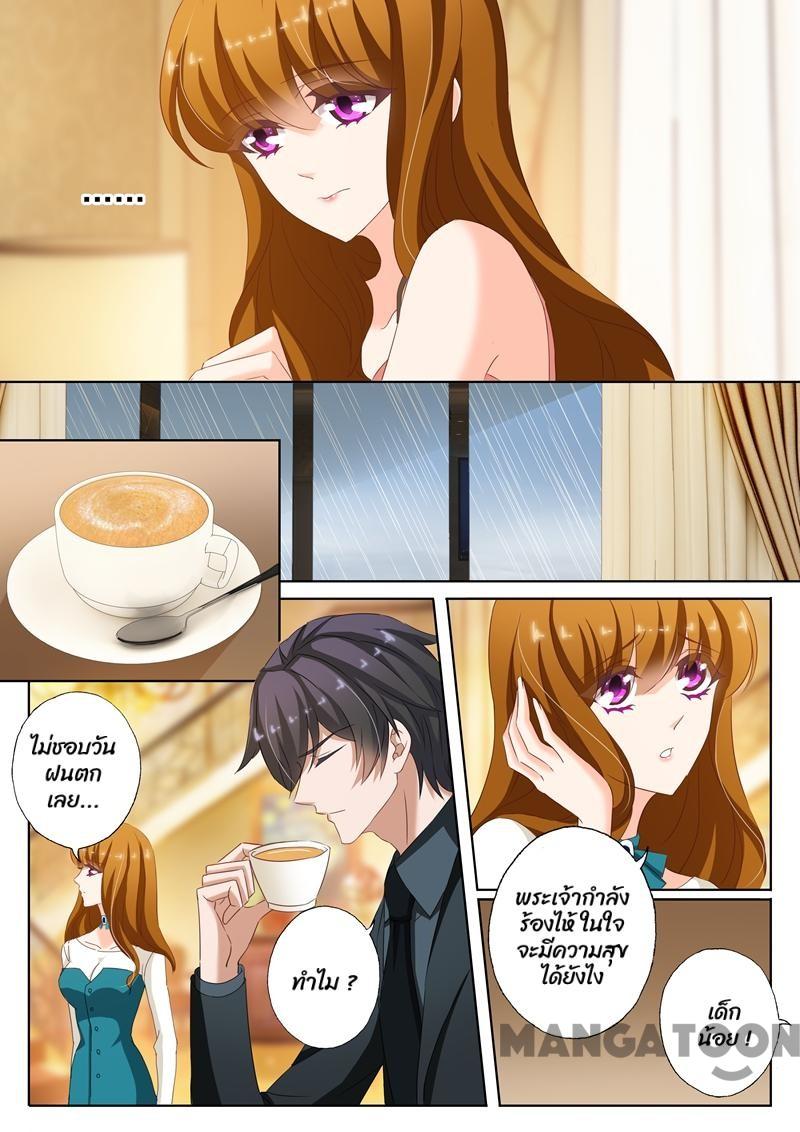 ......
ไม่ชอบวัน
ฝนตก
เลย...
ทำไม ?
พระเจ้ากำลัง
ร้องไห้ ในใจ
จะมีความสุข
ได้ยังไง
เด็ก
น้อย !
MANGATOON